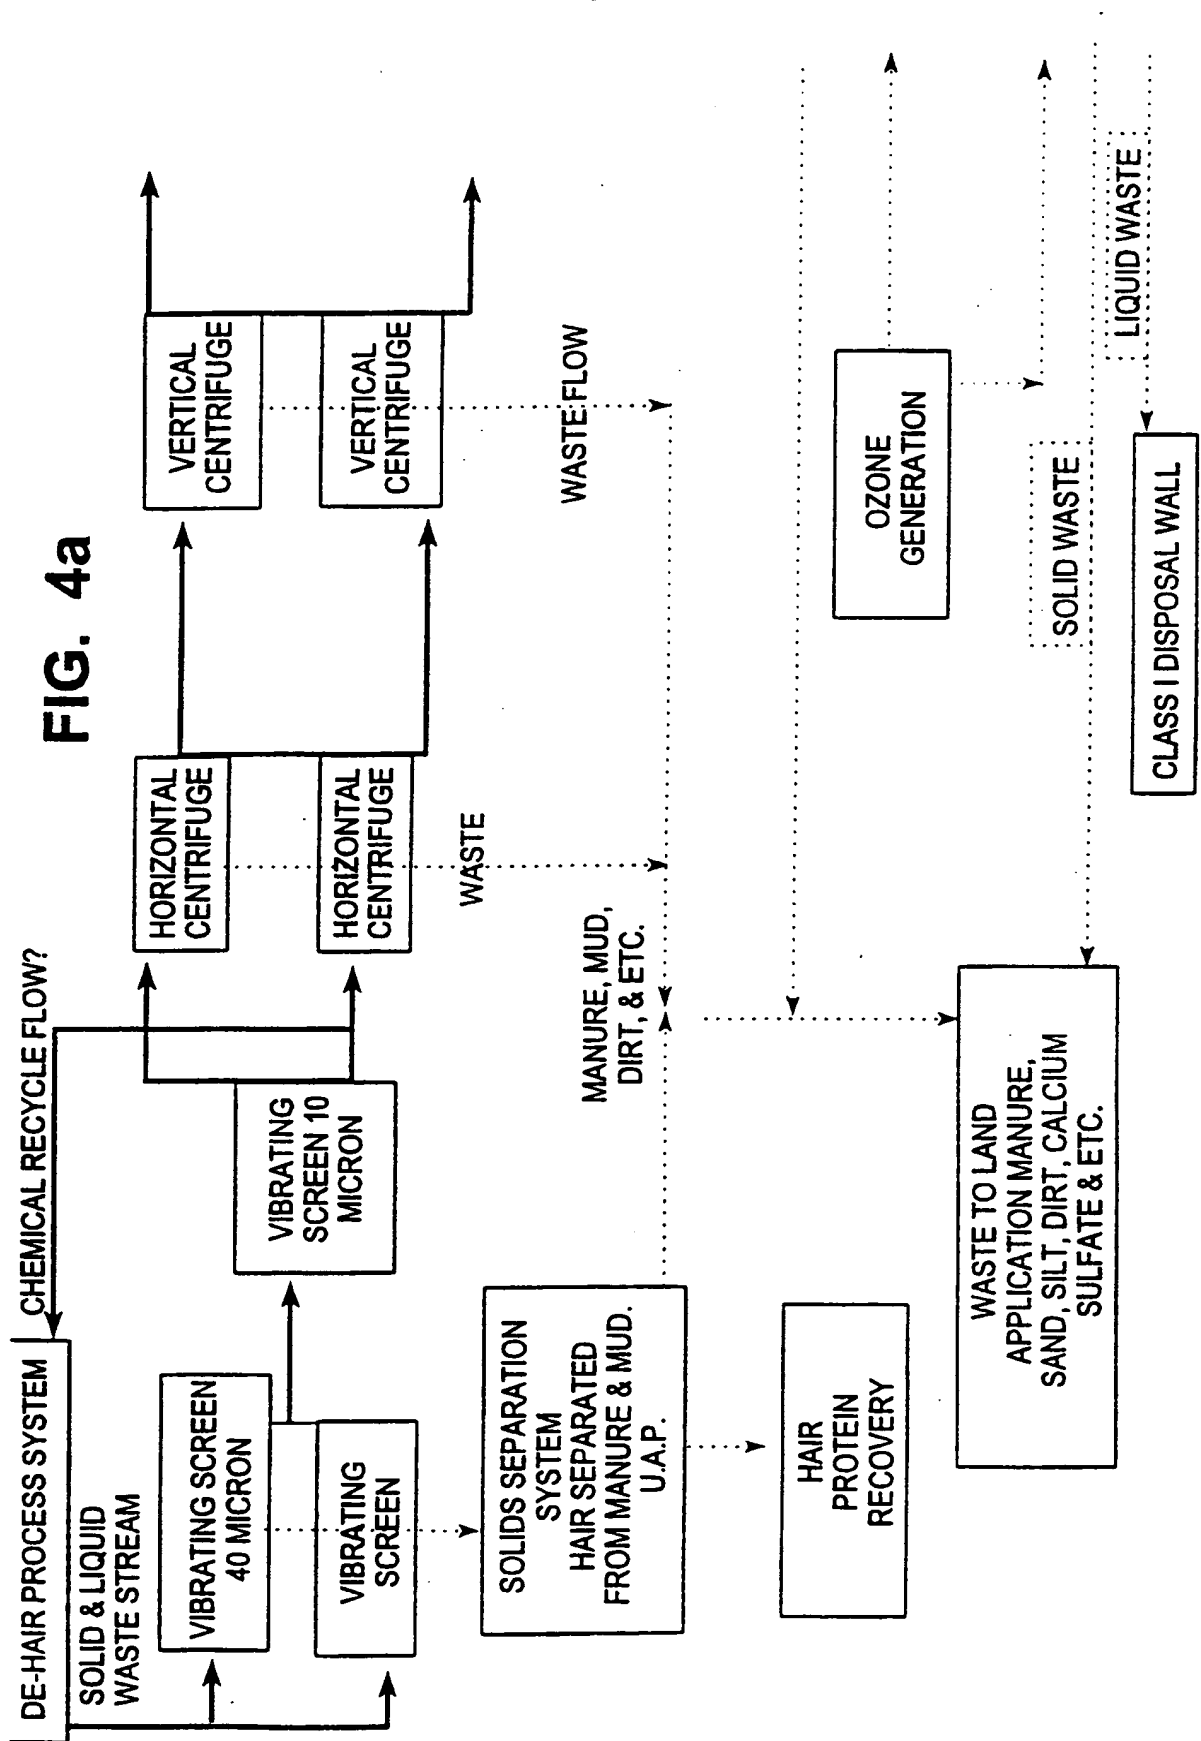 FIG. 4a
DE-HAIR PROCESS SYSTEM
CHEMICAL RECYCLE FLOW?
SOLID & LIQUID
WASTE STREAM
VIBRATING SCREEN
40 MICRON
VIBRATING
SCREEN
VIBRATING
SCREEN 10
MICRON
HORIZONTAL
CENTRIFUGE
HORIZONTAL
CENTRIFUGE
VERTICAL
CENTRIFUGE
VERTICAL
CENTRIFUGE
WASTE
WASTE FLOW
SOLIDS SEPARATION
SYSTEM
HAIR SEPARATED
FROM MANURE & MUD.
U.A.P.
MANURE, MUD,
DIRT, & ETC.
HAIR
PROTEIN
RECOVERY
OZONE
GENERATION
WASTE TO LAND
APPLICATION MANURE,
SAND, SILT, DIRT, CALCIUM
SULFATE & ETC.
SOLID WASTE
LIQUID WASTE
CLASS I DISPOSAL WALL